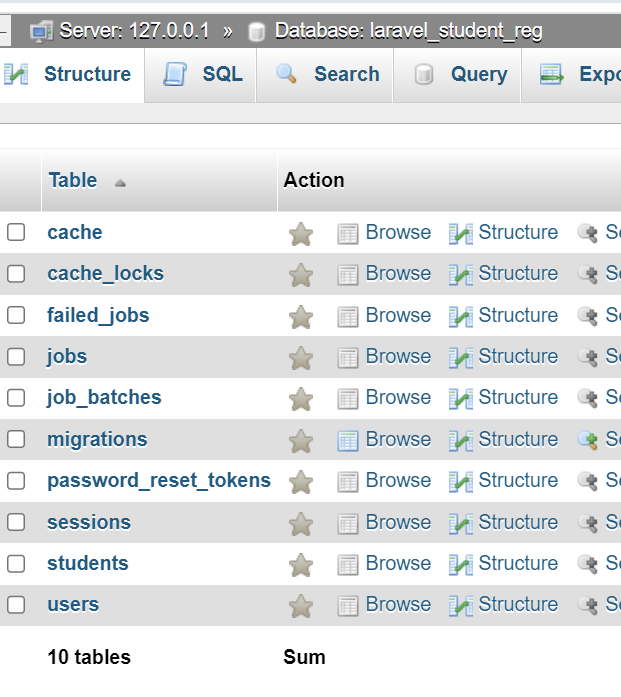 Server: 127.0.0.1 » Database: laravel_student_reg
Structure SQL Search Query Expo
Table Action
cache Browse Structure Se
cache_locks Browse Structure Se
failed_jobs Browse Structure Se
jobs Browse Structure Se
job_batches Browse Structure Se
migrations Browse Structure Se
password_reset_tokens Browse Structure Se
sessions Browse Structure Se
students Browse Structure Se
users Browse Structure Se
10 tables Sum